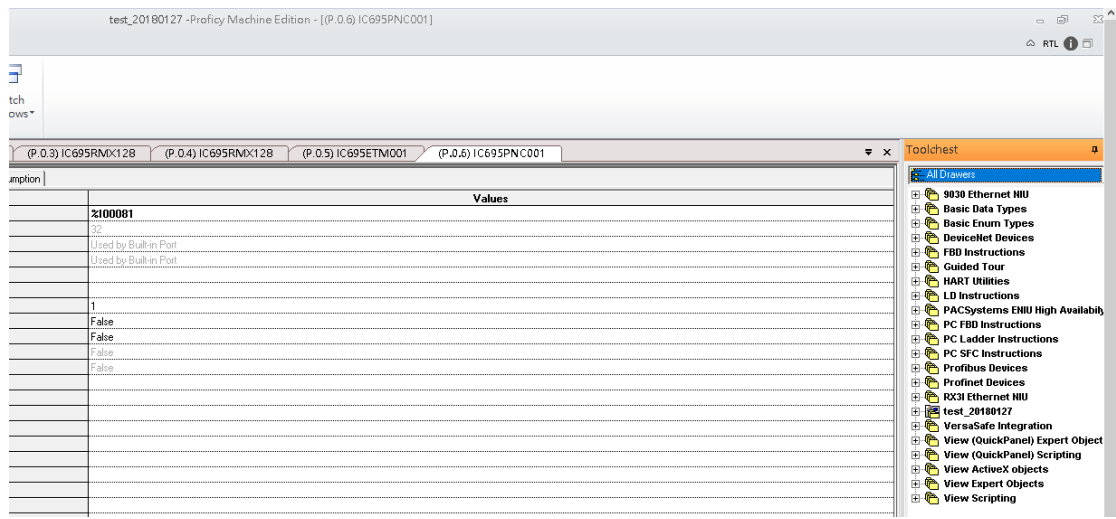 test_20180127 -Proficy Machine Edition - [(P.0.6) IC695PNC001]
RTL
tch
ows
(P.0.3) IC695RMX128
(P.0.4) IC695RMX128
(P.0.5) IC695ETM001
(P.0.6) IC695PNC001
Toolchest
umption
All Drawers
Values
%I00081
32
Used by Built-in Port
Used by Built-in Port
1
False
False
False
False
9030 Ethernet NIU
Basic Data Types
Basic Enum Types
DeviceNet Devices
FBD Instructions
Guided Tour
HART Utilities
LD Instructions
PACSystems ENIU High Availabily
PC FBD Instructions
PC Ladder Instructions
PC SFC Instructions
Profibus Devices
Profinet Devices
RX3I Ethernet NIU
test_20180127
VersaSafe Integration
View (QuickPanel) Expert Object
View (QuickPanel) Scripting
View ActiveX objects
View Expert Objects
View Scripting